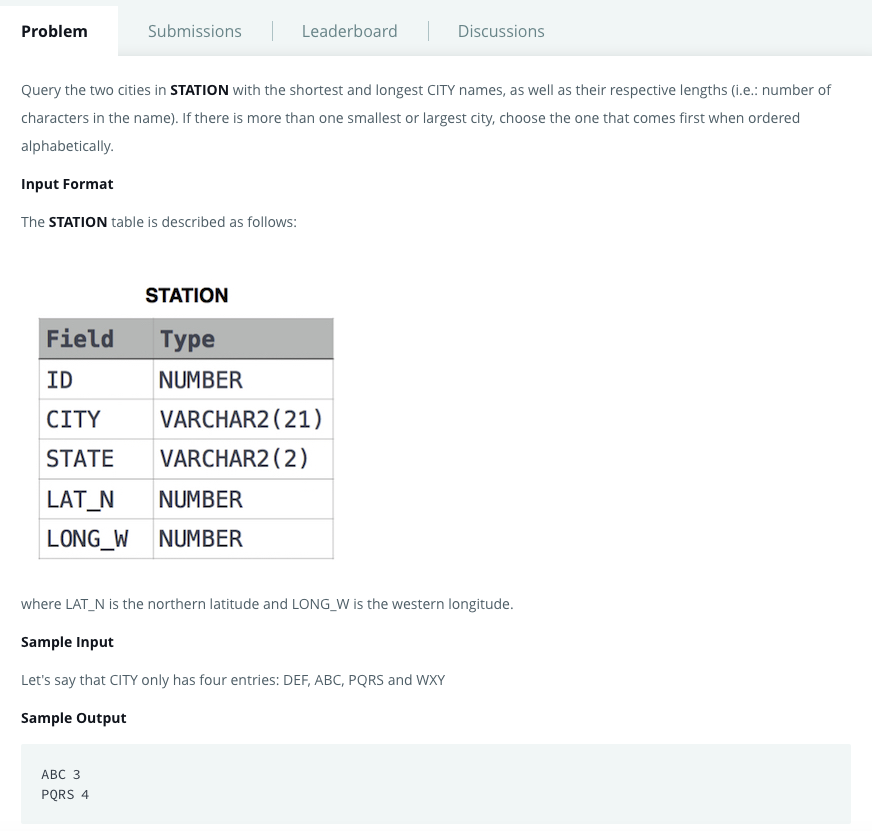 Problem
Submissions
Leaderboard
Discussions
Query the two cities in STATION with the shortest and longest CITY names, as well as their respective lengths (i.e.: number of
characters in the name). If there is more than one smallest or largest city, choose the one that comes first when ordered
alphabetically.
Input Format
The STATION table is described as follows:
STATION
Field Type
ID NUMBER
CITY VARCHAR2(21)
STATE VARCHAR2(2)
LAT_N NUMBER
LONG_W NUMBER
where LAT_N is the northern latitude and LONG_W is the western longitude.
Sample Input
Let's say that CITY only has four entries: DEF, ABC, PQRS and WXY
Sample Output
ABC 3
PQRS 4